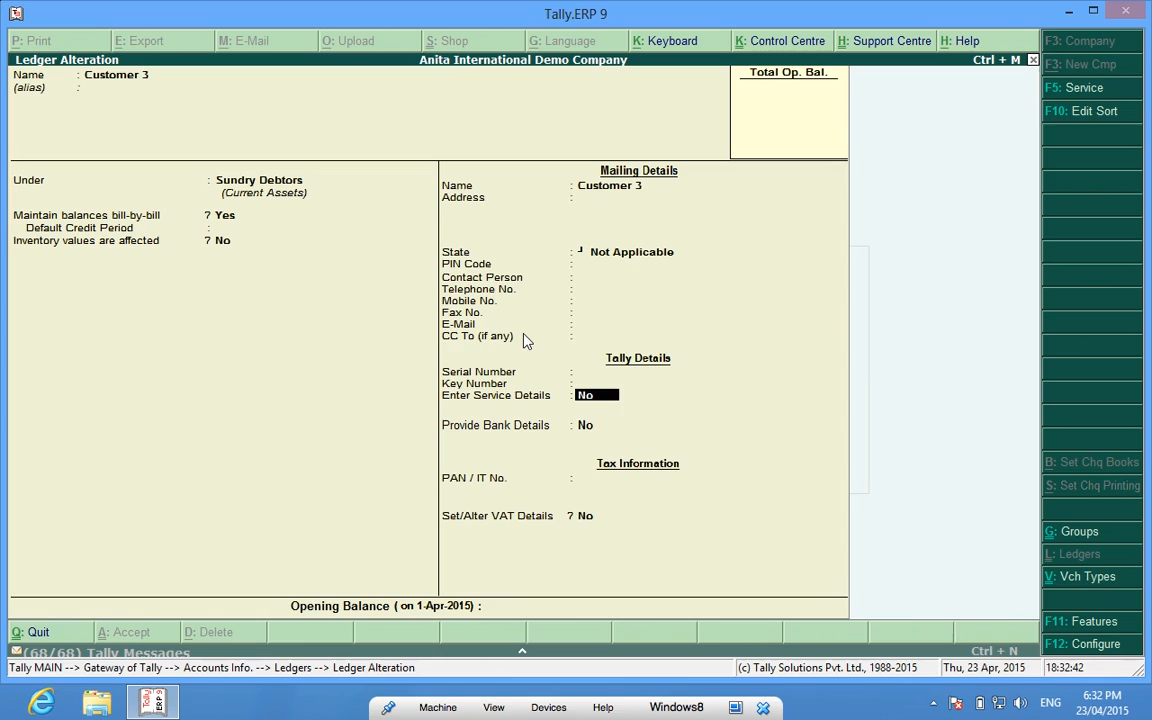 Tally.ERP 9
P: Print E: Export M: E-Mail O: Upload S: Shop G: Language K: Keyboard K: Control Centre H: Support Centre H: Help
F3: Company
Ledger Alteration Anita International Demo Company Ctrl + M
F3: New Cmp
Name : Customer 3
(alias) :
Total Op. Bal.
F5: Service
F10: Edit Sort
Under : Sundry Debtors
(Current Assets)
Maintain balances bill-by-bill ? Yes
Default Credit Period :
Inventory values are affected ? No
Mailing Details
Name : Customer 3
Address :
State : Not Applicable
PIN Code :
Contact Person :
Telephone No. :
Mobile No. :
Fax No. :
E-Mail :
CC To (if any) :
Tally Details
Serial Number :
Key Number :
Enter Service Details : No
Provide Bank Details : No
Tax Information
PAN / IT No. :
Set/Alter VAT Details ? No
Opening Balance ( on 1-Apr-2015) :
B: Set Chq Books
S: Set Chq Printing
G: Groups
L: Ledgers
V: Vch Types
F11: Features
F12: Configure
Q: Quit A: Accept D: Delete
(68/68) Tally Messages Ctrl + N
Tally MAIN --> Gateway of Tally --> Accounts Info. --> Ledgers --> Ledger Alteration (c) Tally Solutions Pvt. Ltd., 1988-2015 Thu, 23 Apr, 2015 18:32:42
Tally ERP 9
Machine View Devices Help Windows8
ENG
6:32 PM
23/04/2015